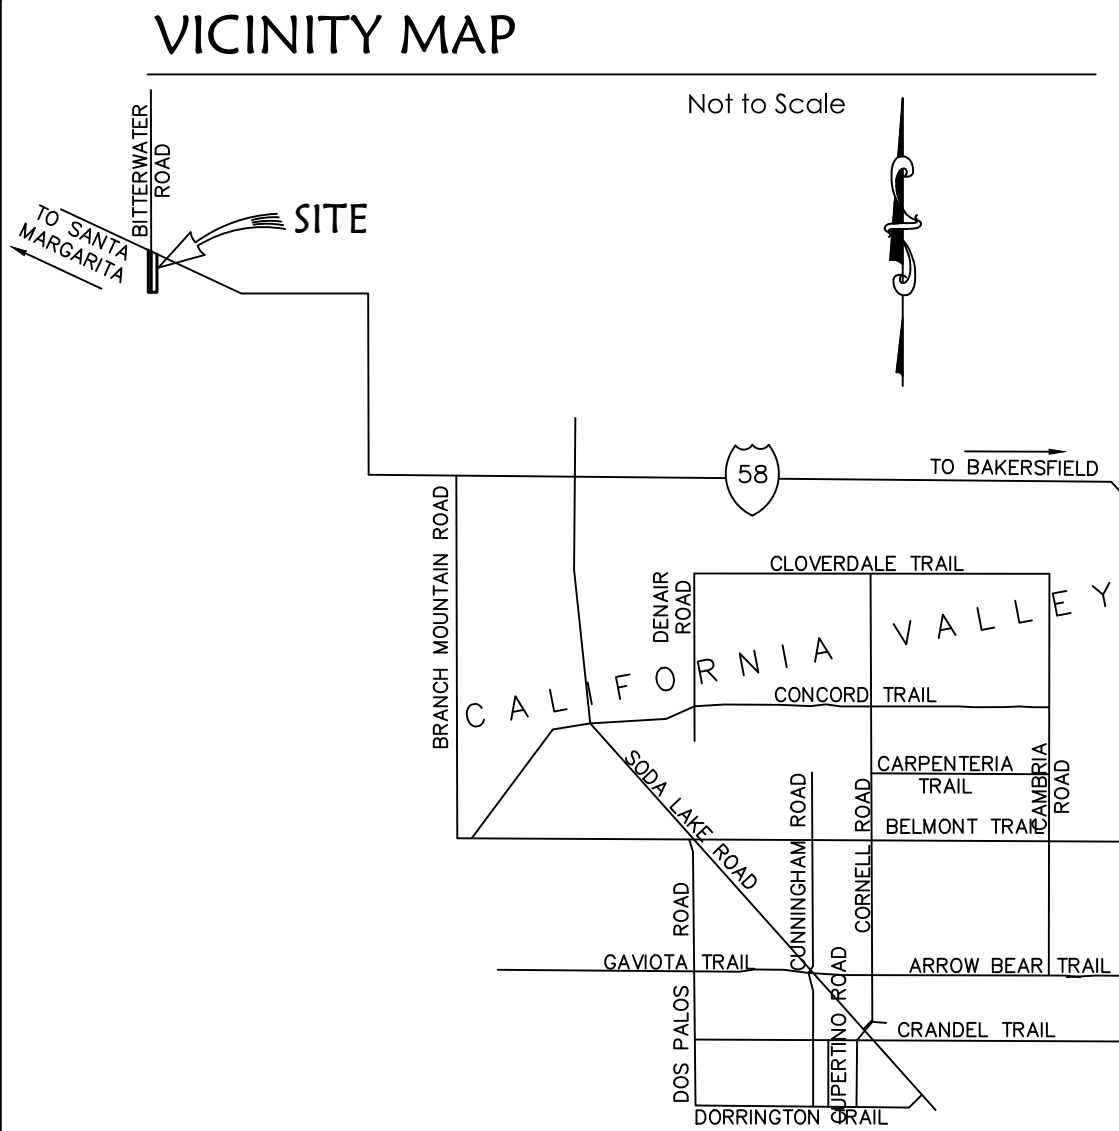 VICINITY MAP
Not to Scale
BITTERWATER
ROAD
SITE
TO SANTA
MARGARITA
58
TO BAKERSFIELD
BRANCH MOUNTAIN ROAD
CLOVERDALE TRAIL
DENAIR
ROAD
CALIFORNIA VALLEY
CONCORD TRAIL
SODA LAKE ROAD
CARPENTERIA
TRAIL
CAMBRIA
ROAD
CUNNINGHAM ROAD
CORNELL ROAD
BELMONT TRAIL
DOS PALOS ROAD
GAVIOTA TRAIL
ARROW BEAR TRAIL
CUPERTINO ROAD
CRANDEL TRAIL
DORRINGTON TRAIL